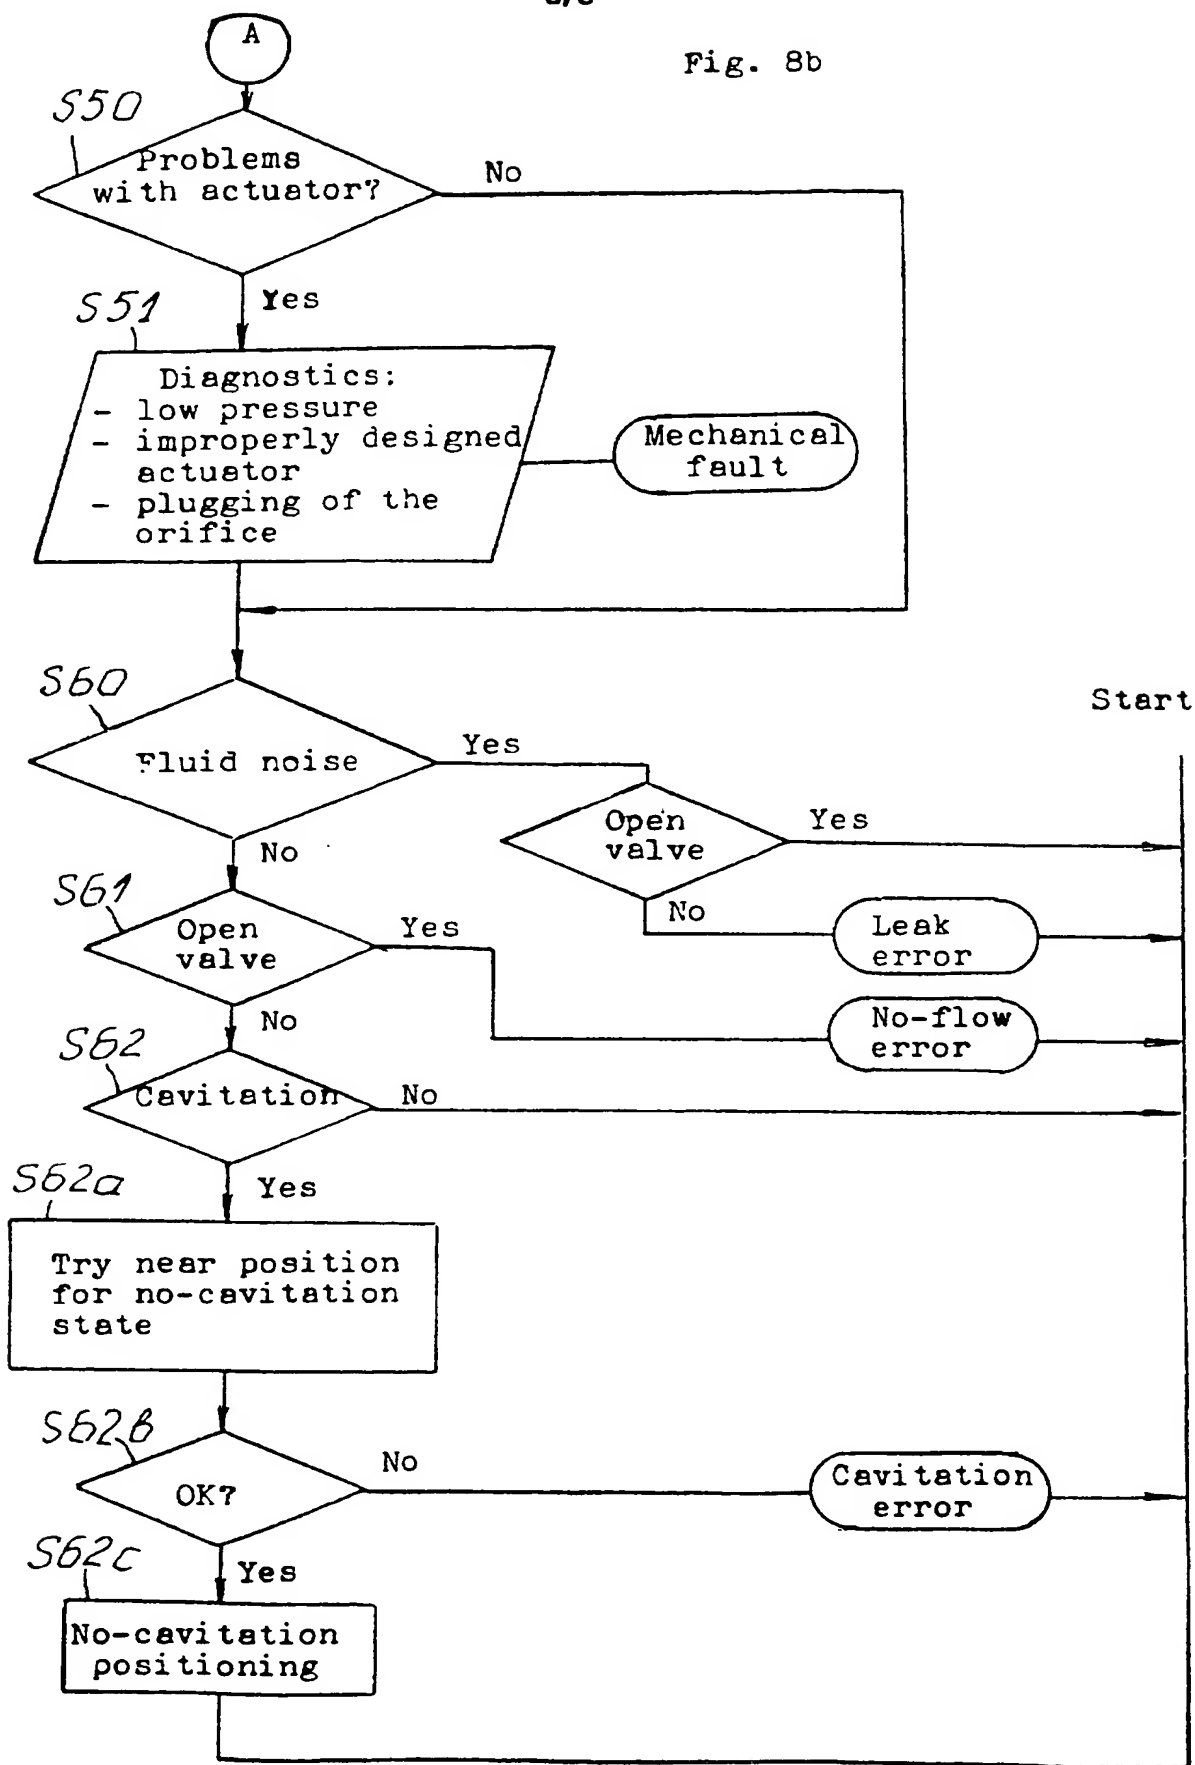 A
Fig. 8b
S50
Problems
with actuator?
No
Yes
S51
Diagnostics:
- low pressure
- improperly designed
actuator
- plugging of the
orifice
Mechanical
fault
S60
Fluid noise
Yes
Start
Open
valve
Yes
No
No
Leak
error
S61
Open
valve
Yes
No-flow
error
No
S62
Cavitation
No
Yes
S62a
Try near position
for no-cavitation
state
S62b
OK?
No
Cavitation
error
Yes
S62c
No-cavitation
positioning